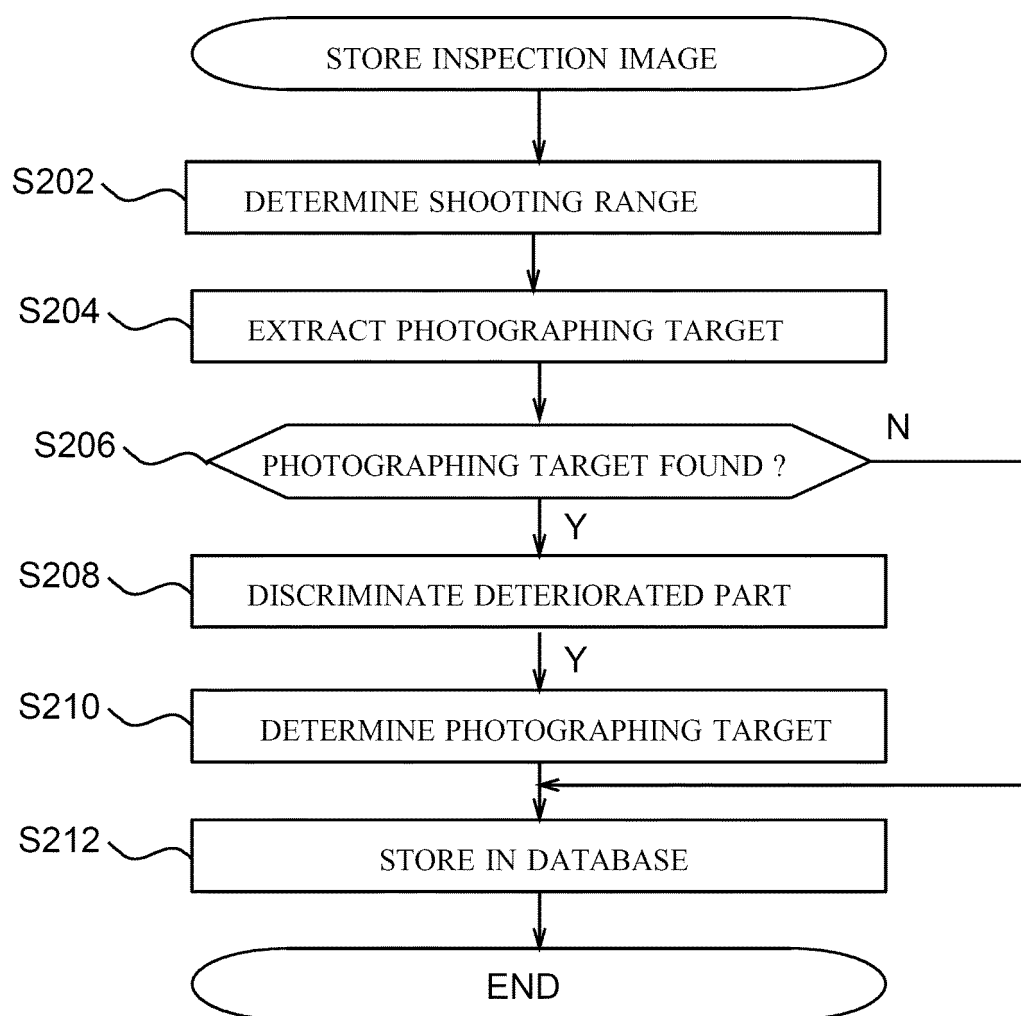 STORE INSPECTION IMAGE
S202
DETERMINE SHOOTING RANGE
S204
EXTRACT PHOTOGRAPHING TARGET
S206
PHOTOGRAPHING TARGET FOUND ?
N
Y
S208
DISCRIMINATE DETERIORATED PART
Y
S210
DETERMINE PHOTOGRAPHING TARGET
S212
STORE IN DATABASE
END